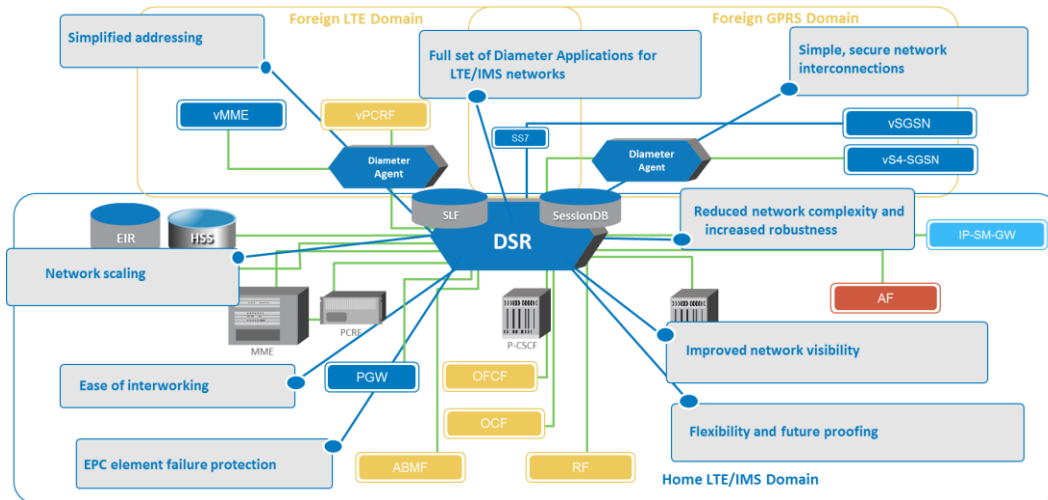 Foreign LTE Domain
Foreign GPRS Domain
Simplified addressing
Full set of Diameter Applications for
LTE/IMS networks
Simple, secure network
interconnections
vMME
vPCRF
SS7
vSGSN
Diameter
Agent
Diameter
Agent
vS4-SGSN
SLF
SessionDB
EIR
HSS
DSR
Reduced network complexity and
increased robustness
IP-SM-GW
Network scaling
AF
MME
PCRF
P-CSCF
Improved network visibility
Ease of interworking
PGW
OFCF
OCF
Flexibility and future proofing
EPC element failure protection
ABMF
RF
Home LTE/IMS Domain